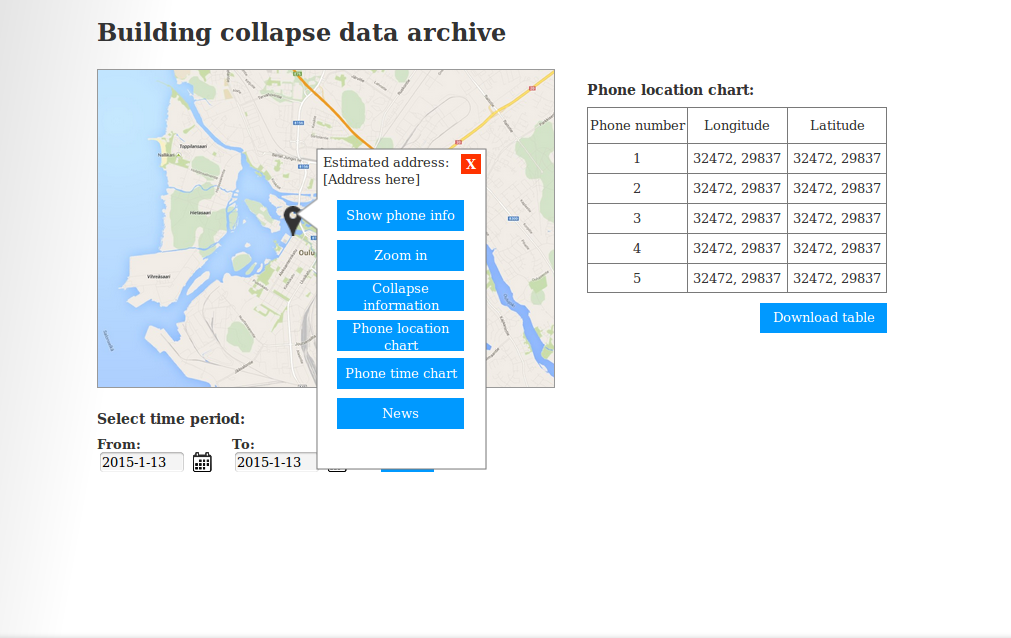 Building collapse data archive
Toppilansaari
Hietasaari
Vihreäsaari
Oulu
Estimated address:
[Address here]
X
Show phone info
Zoom in
Collapse
information
Phone location
chart
Phone time chart
News
Select time period:
From:
To:
2015-1-13
2015-1-13
Phone location chart:
Phone number Longitude Latitude
1 32472, 29837 32472, 29837
2 32472, 29837 32472, 29837
3 32472, 29837 32472, 29837
4 32472, 29837 32472, 29837
5 32472, 29837 32472, 29837
Download table